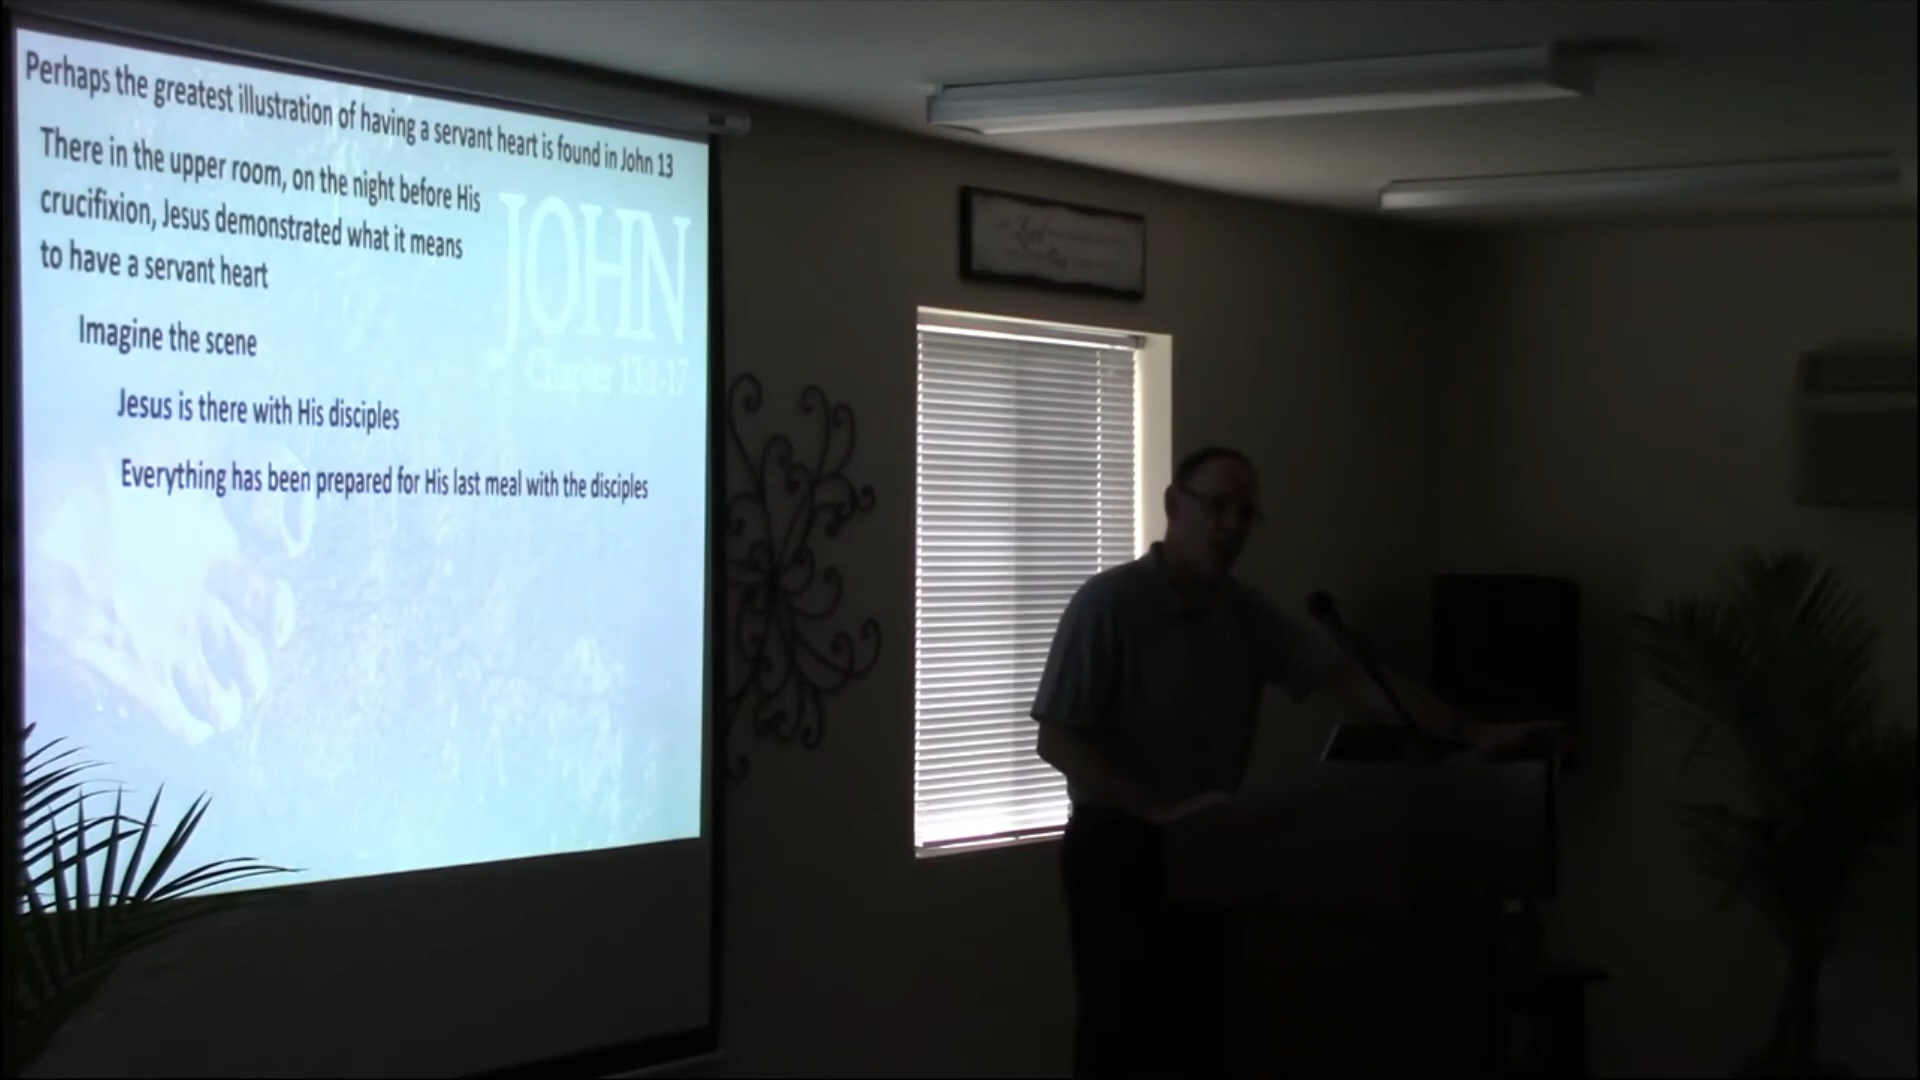 Perhaps the greatest illustration of having a servant heart is found in John 13
There in the upper room, on the night before His
crucifixion, Jesus demonstrated what it means
to have a servant heart
JOHN
Chapter 13:1-17
Imagine the scene
Jesus is there with His disciples
Everything has been prepared for His last meal with the disciples
Lord